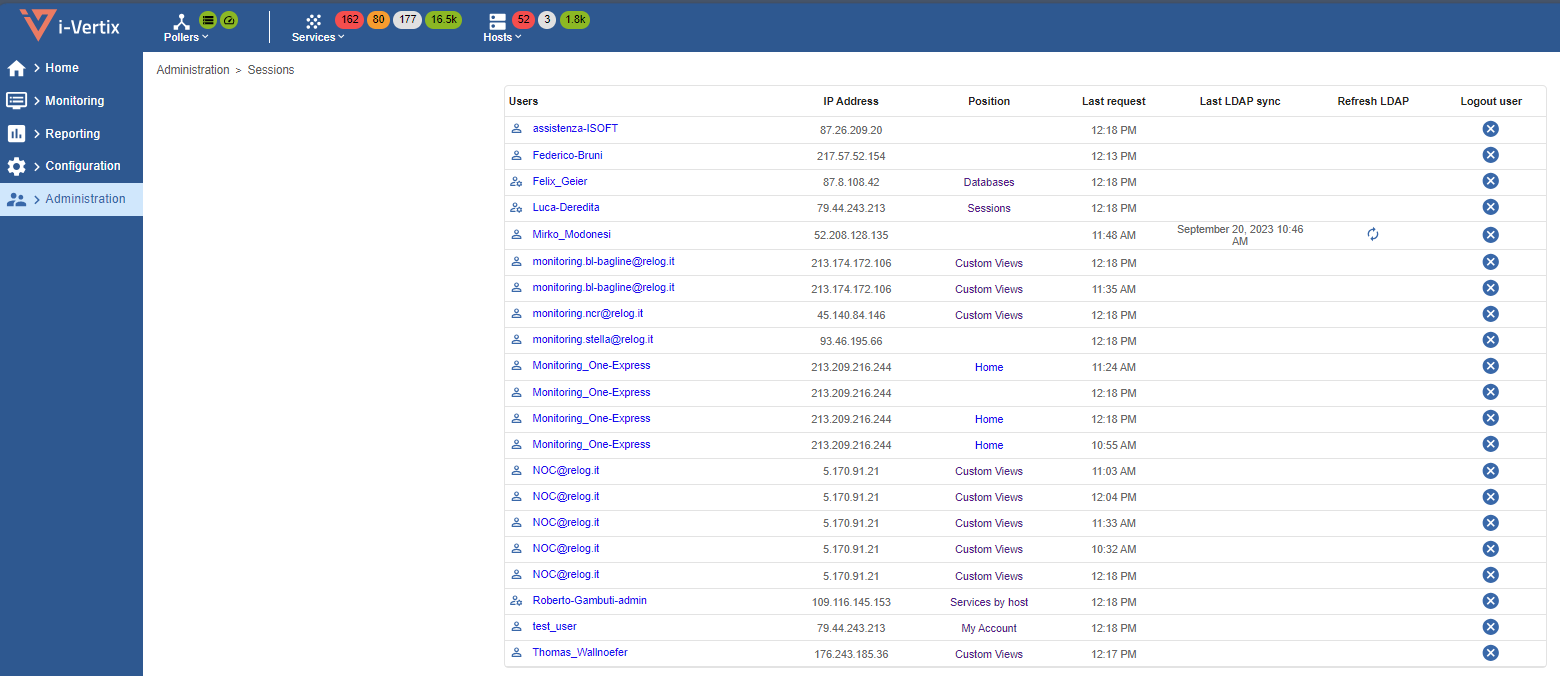 i-Vertix
Pollers
Services 162 80 177 16.5k
Hosts 52 3 1.8k
Home
Monitoring
Reporting
Configuration
Administration
Administration > Sessions
Users IP Address Position Last request Last LDAP sync Refresh LDAP Logout user
assistenza-ISOFT 87.26.209.20 12:18 PM
Federico-Bruni 217.57.52.154 12:13 PM
Felix_Geier 87.8.108.42 Databases 12:18 PM
Luca-Deredita 79.44.243.213 Sessions 12:18 PM
Mirko_Modonesi 52.208.128.135 11:48 AM September 20, 2023 10:46
AM
monitoring.bl-bagline@relog.it 213.174.172.106 Custom Views 12:18 PM
monitoring.bl-bagline@relog.it 213.174.172.106 Custom Views 11:35 AM
monitoring.ncr@relog.it 45.140.84.146 Custom Views 12:18 PM
monitoring.stella@relog.it 93.46.195.66 12:18 PM
Monitoring_One-Express 213.209.216.244 Home 11:24 AM
Monitoring_One-Express 213.209.216.244 12:18 PM
Monitoring_One-Express 213.209.216.244 Home 12:18 PM
Monitoring_One-Express 213.209.216.244 Home 10:55 AM
NOC@relog.it 5.170.91.21 Custom Views 11:03 AM
NOC@relog.it 5.170.91.21 Custom Views 12:04 PM
NOC@relog.it 5.170.91.21 Custom Views 11:33 AM
NOC@relog.it 5.170.91.21 Custom Views 10:32 AM
NOC@relog.it 5.170.91.21 Custom Views 12:18 PM
Roberto-Gambuti-admin 109.116.145.153 Services by host 12:18 PM
test_user 79.44.243.213 My Account 12:18 PM
Thomas_Wallnoefer 176.243.185.36 Custom Views 12:17 PM